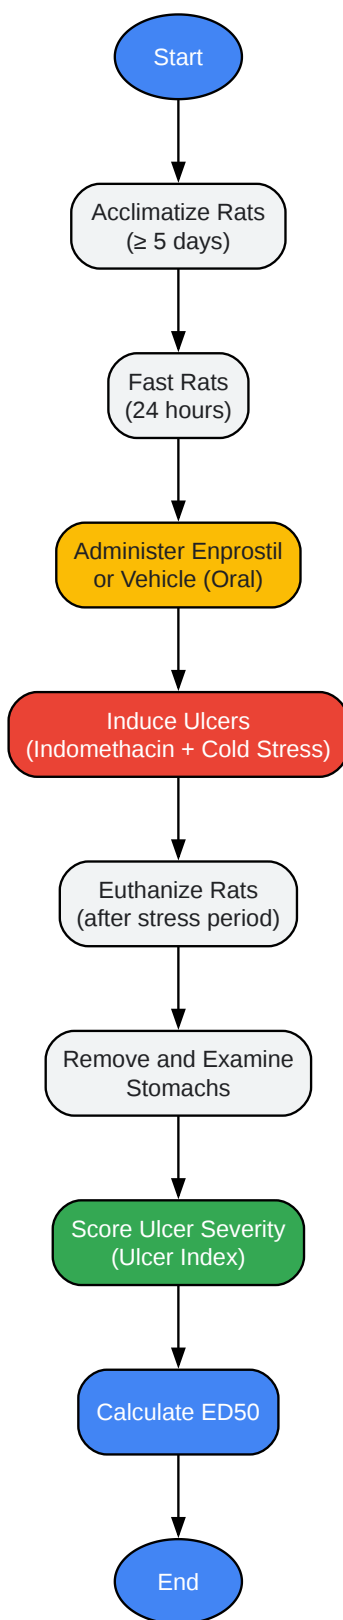 Start
Acclimatize Rats
(≥ 5 days)
Fast Rats
(24 hours)
Administer Enprostil
or Vehicle (Oral)
Induce Ulcers
(Indomethacin + Cold Stress)
Euthanize Rats
(after stress period)
Remove and Examine
Stomachs
Score Ulcer Severity
(Ulcer Index)
Calculate ED50
End